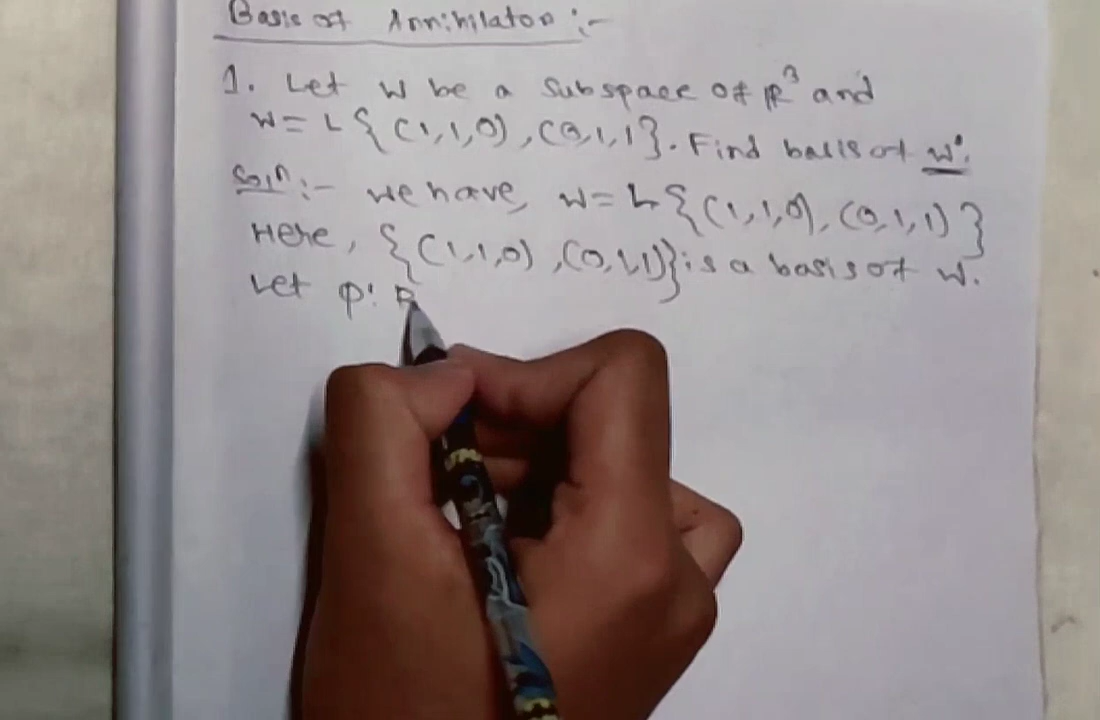 Basis of Annihilator :-
1. Let W be a subspace of ℝ³ and
W = L{(1,1,0), (0,1,1}. Find basis of W⁰.
Solⁿ :- we have, W = L{(1,1,0), (0,1,1)}
Here, {(1,1,0), (0,1,1)} is a basis of W.
Let φ: R